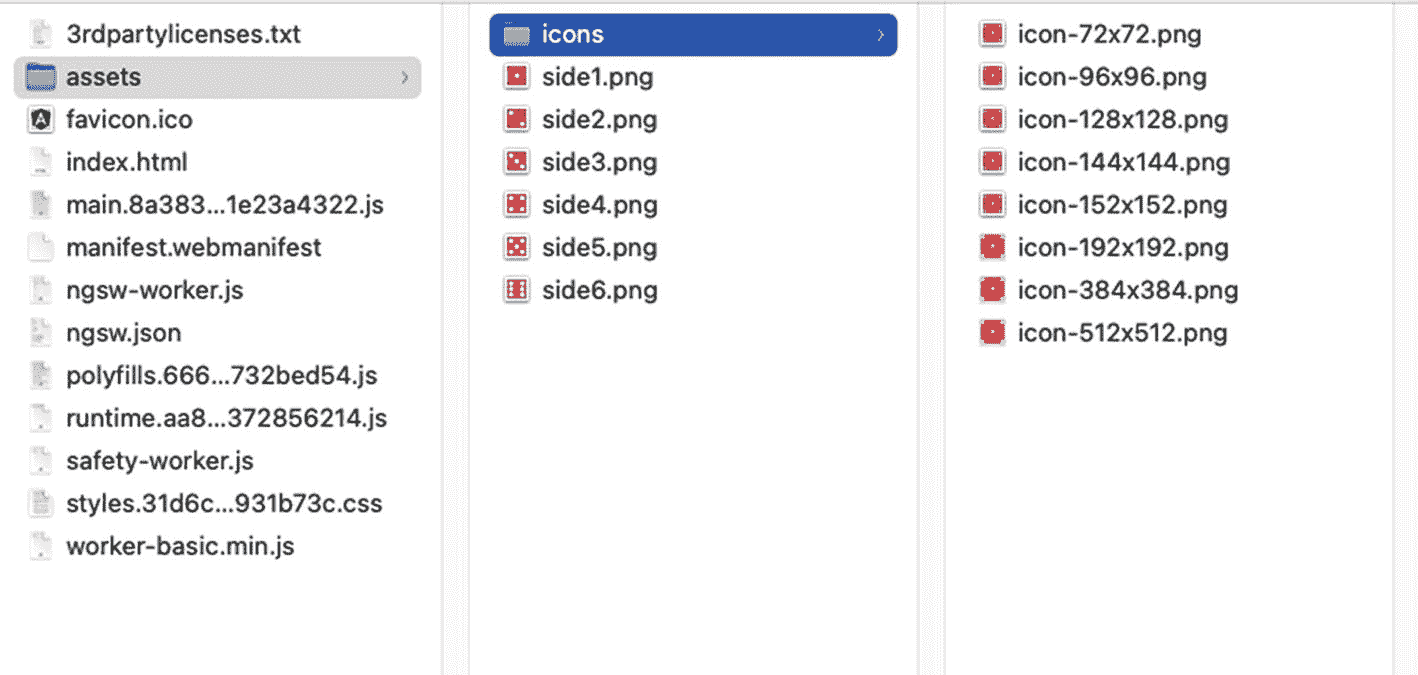 3rdpartylicenses.txt
assets
favicon.ico
index.html
main.8a383...1e23a4322.js
manifest.webmanifest
ngsw-worker.js
ngsw.json
polyfills.666...732bed54.js
runtime.aa8...372856214.js
safety-worker.js
styles.31d6c...931b73c.css
worker-basic.min.js
icons
side1.png
side2.png
side3.png
side4.png
side5.png
side6.png
icon-72x72.png
icon-96x96.png
icon-128x128.png
icon-144x144.png
icon-152x152.png
icon-192x192.png
icon-384x384.png
icon-512x512.png